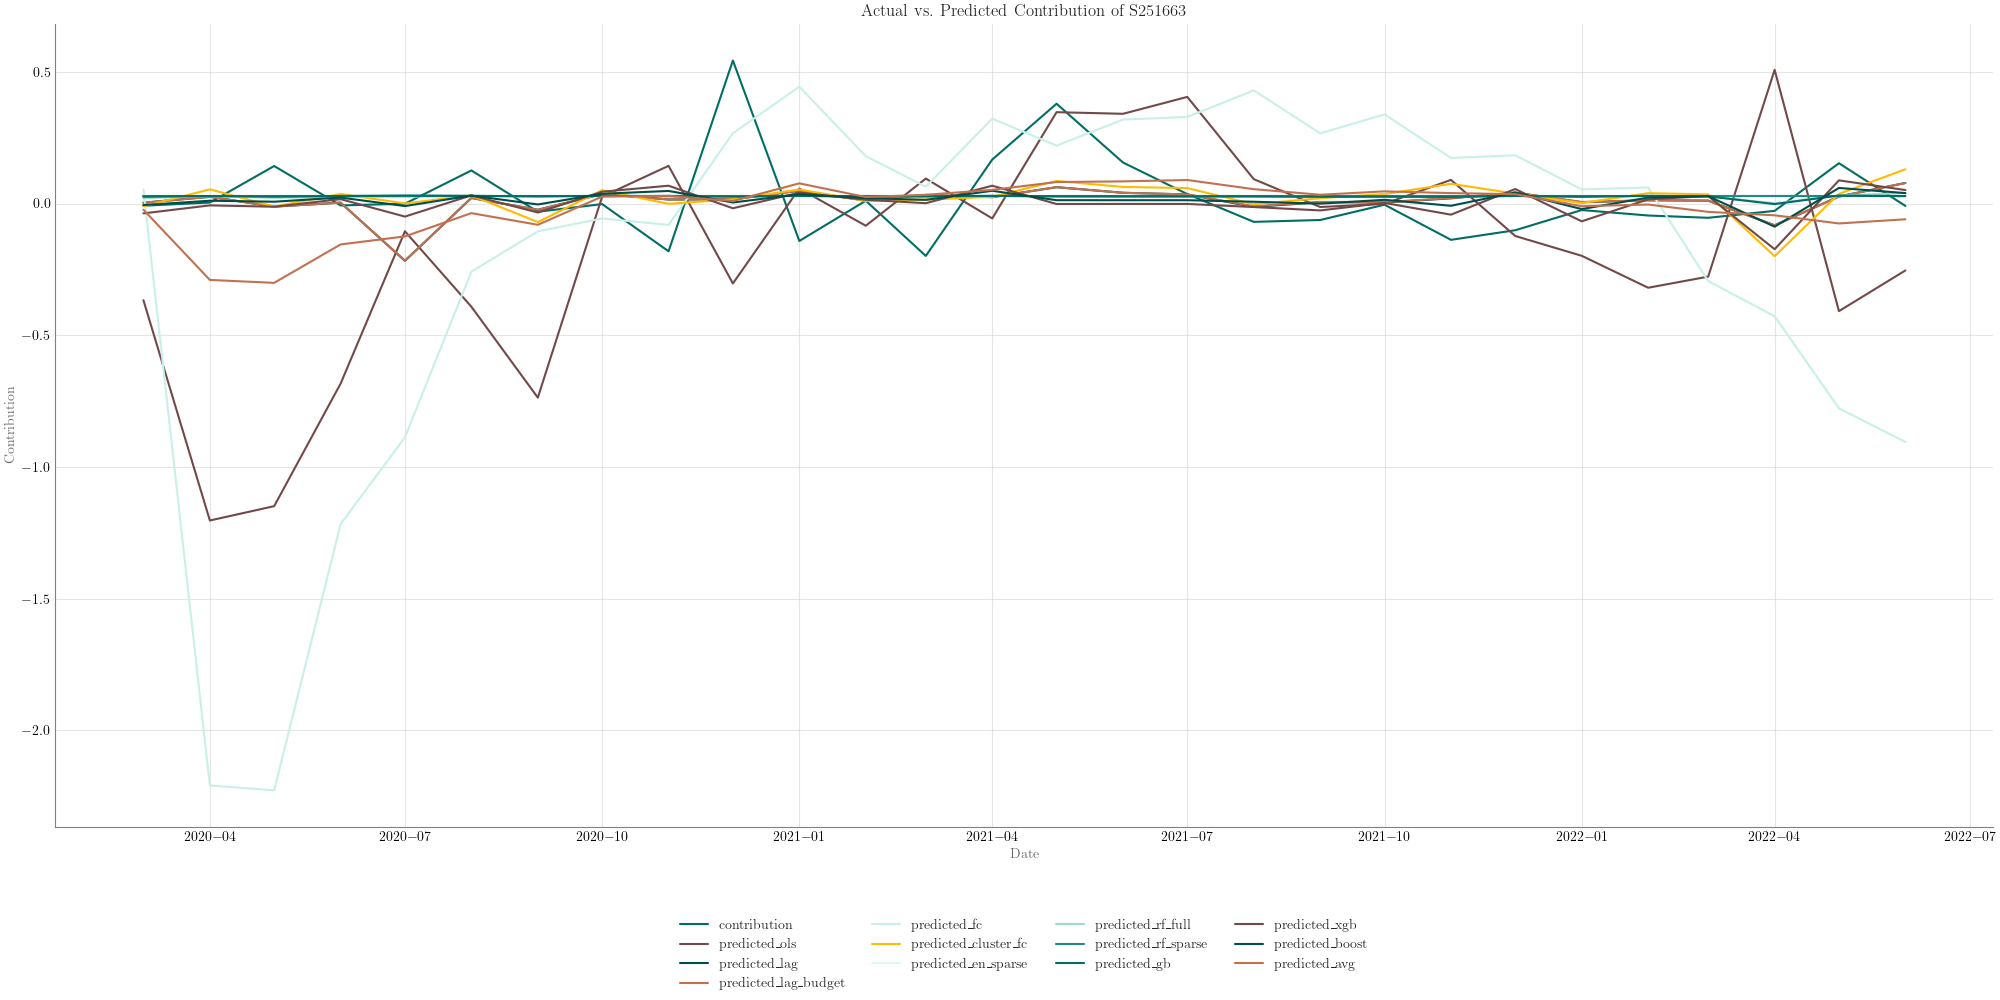 Actual vs. Predicted Contribution of S251663
0.5
0.0
−0.5
−1.0
−1.5
−2.0
Contribution
2020−04 2020−07 2020−10 2021−01 2021−04 2021−07 2021−10 2022−01 2022−04 2022−07
Date
contribution predicted_fc predicted_rf_full predicted_xgb
predicted_ols predicted_cluster_fc predicted_rf_sparse predicted_boost
predicted_lag predicted_en_sparse predicted_gb predicted_avg
predicted_lag_budget